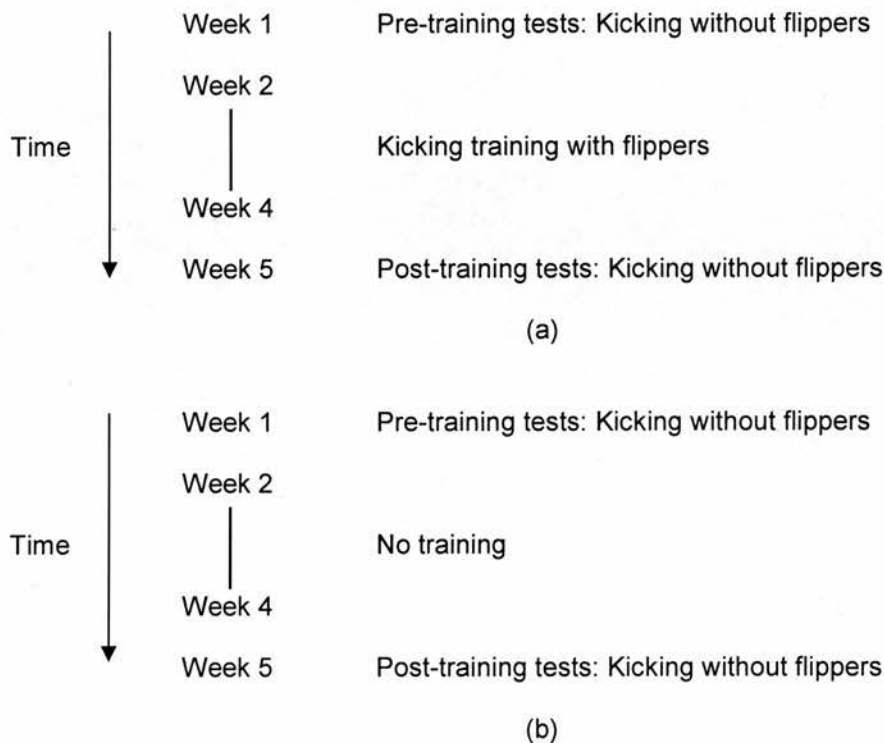 Week 1 Pre-training tests: Kicking without flippers
Week 2
Time Kicking training with flippers
Week 4
Week 5 Post-training tests: Kicking without flippers
(a)
Week 1 Pre-training tests: Kicking without flippers
Week 2
Time No training
Week 4
Week 5 Post-training tests: Kicking without flippers
(b)